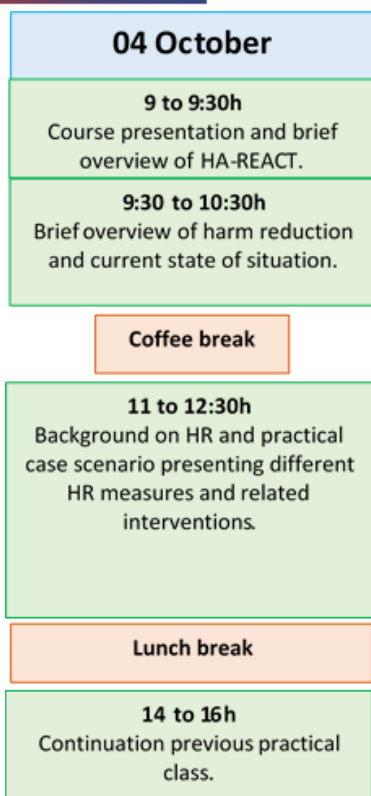 04 October
9 to 9:30h
Course presentation and brief
overview of HA-REACT.
9:30 to 10:30h
Brief overview of harm reduction
and current state of situation.
Coffee break
11 to 12:30h
Background on HR and practical
case scenario presenting different
HR measures and related
interventions.
Lunch break
14 to 16h
Continuation previous practical
class.